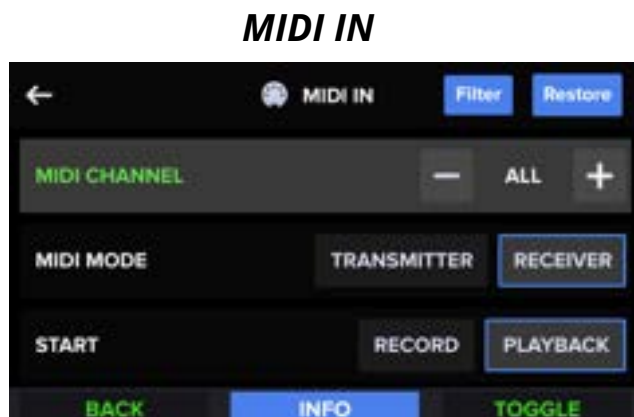 MIDI IN
← MIDI IN Filter Restore
MIDI CHANNEL − ALL +
MIDI MODE TRANSMITTER RECEIVER
START RECORD PLAYBACK
BACK INFO TOGGLE